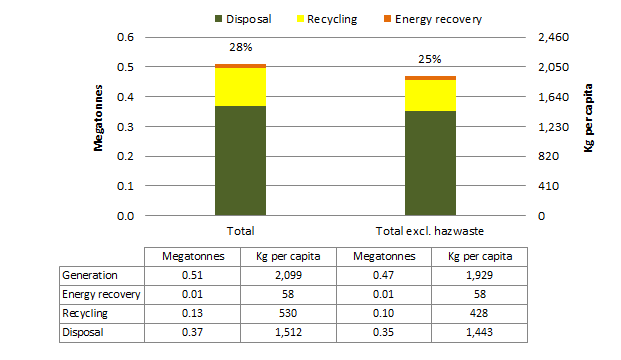 Disposal Recycling Energy recovery
0.6 2,460
28%
25%
0.5 2,050
0.4 1,640
0.3 1,230
0.2 820
0.1 410
0.0 0
Megatonnes
Kg per capita
Total Total excl. hazwaste
Megatonnes Kg per capita Megatonnes Kg per capita
Generation 0.51 2,099 0.47 1,929
Energy recovery 0.01 58 0.01 58
Recycling 0.13 530 0.10 428
Disposal 0.37 1,512 0.35 1,443